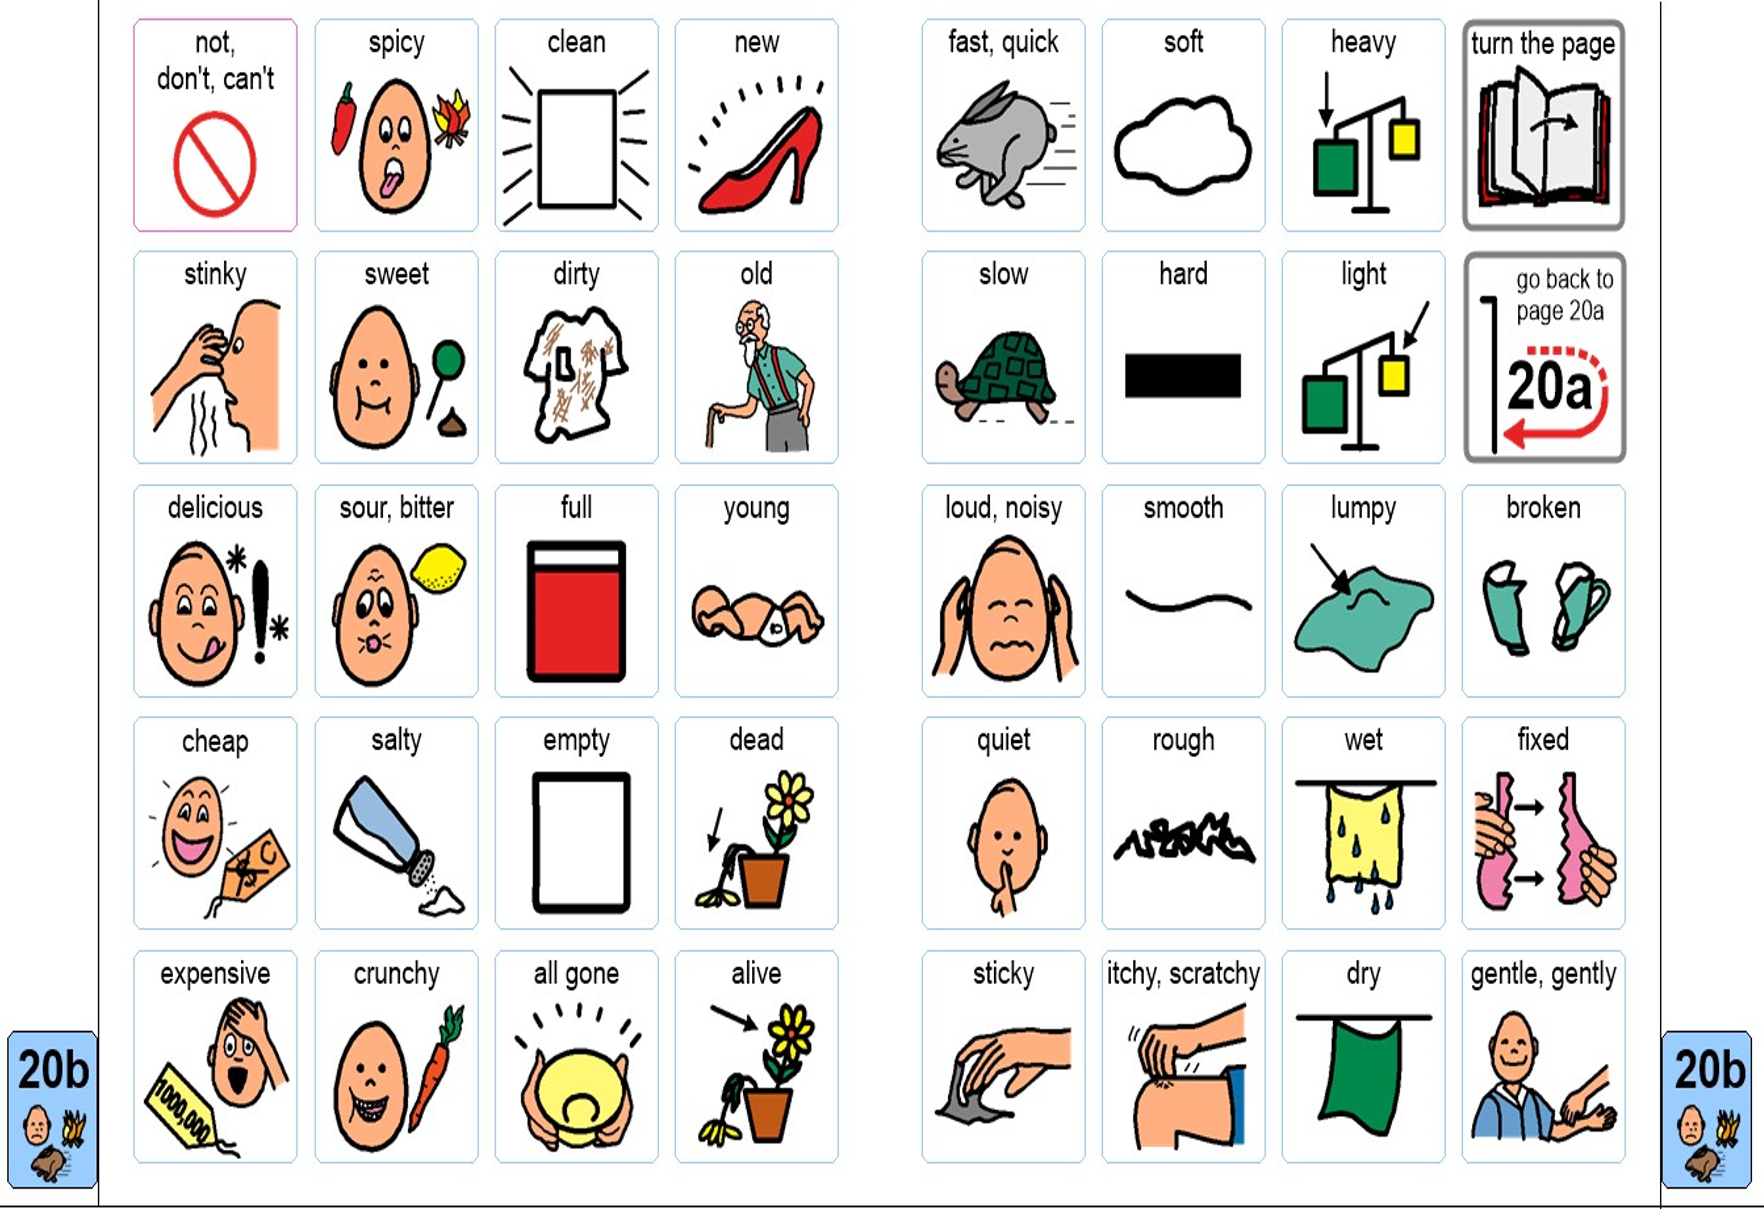 not,
don't, can't
spicy
clean
new
fast, quick
soft
heavy
turn the page
stinky
sweet
dirty
old
slow
hard
light
go back to
page 20a
20a
delicious
sour, bitter
full
young
loud, noisy
smooth
lumpy
broken
cheap
salty
empty
dead
quiet
rough
wet
fixed
expensive
crunchy
all gone
alive
sticky
itchy, scratchy
dry
gentle, gently
1000,000
20b
20b